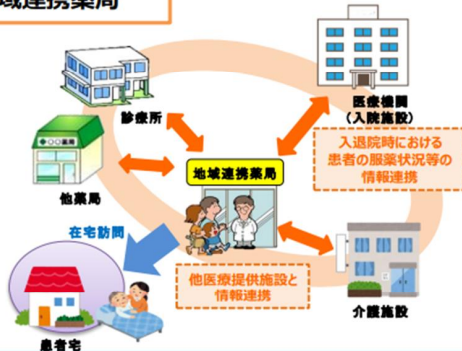 域連携薬局
診療所
医療機関
(入院施設)
○○薬局
他薬局
地域連携薬局
入退院時における
患者の服薬状況等の
情報連携
在宅訪問
他医療提供施設と
情報連携
介護施設
患者宅